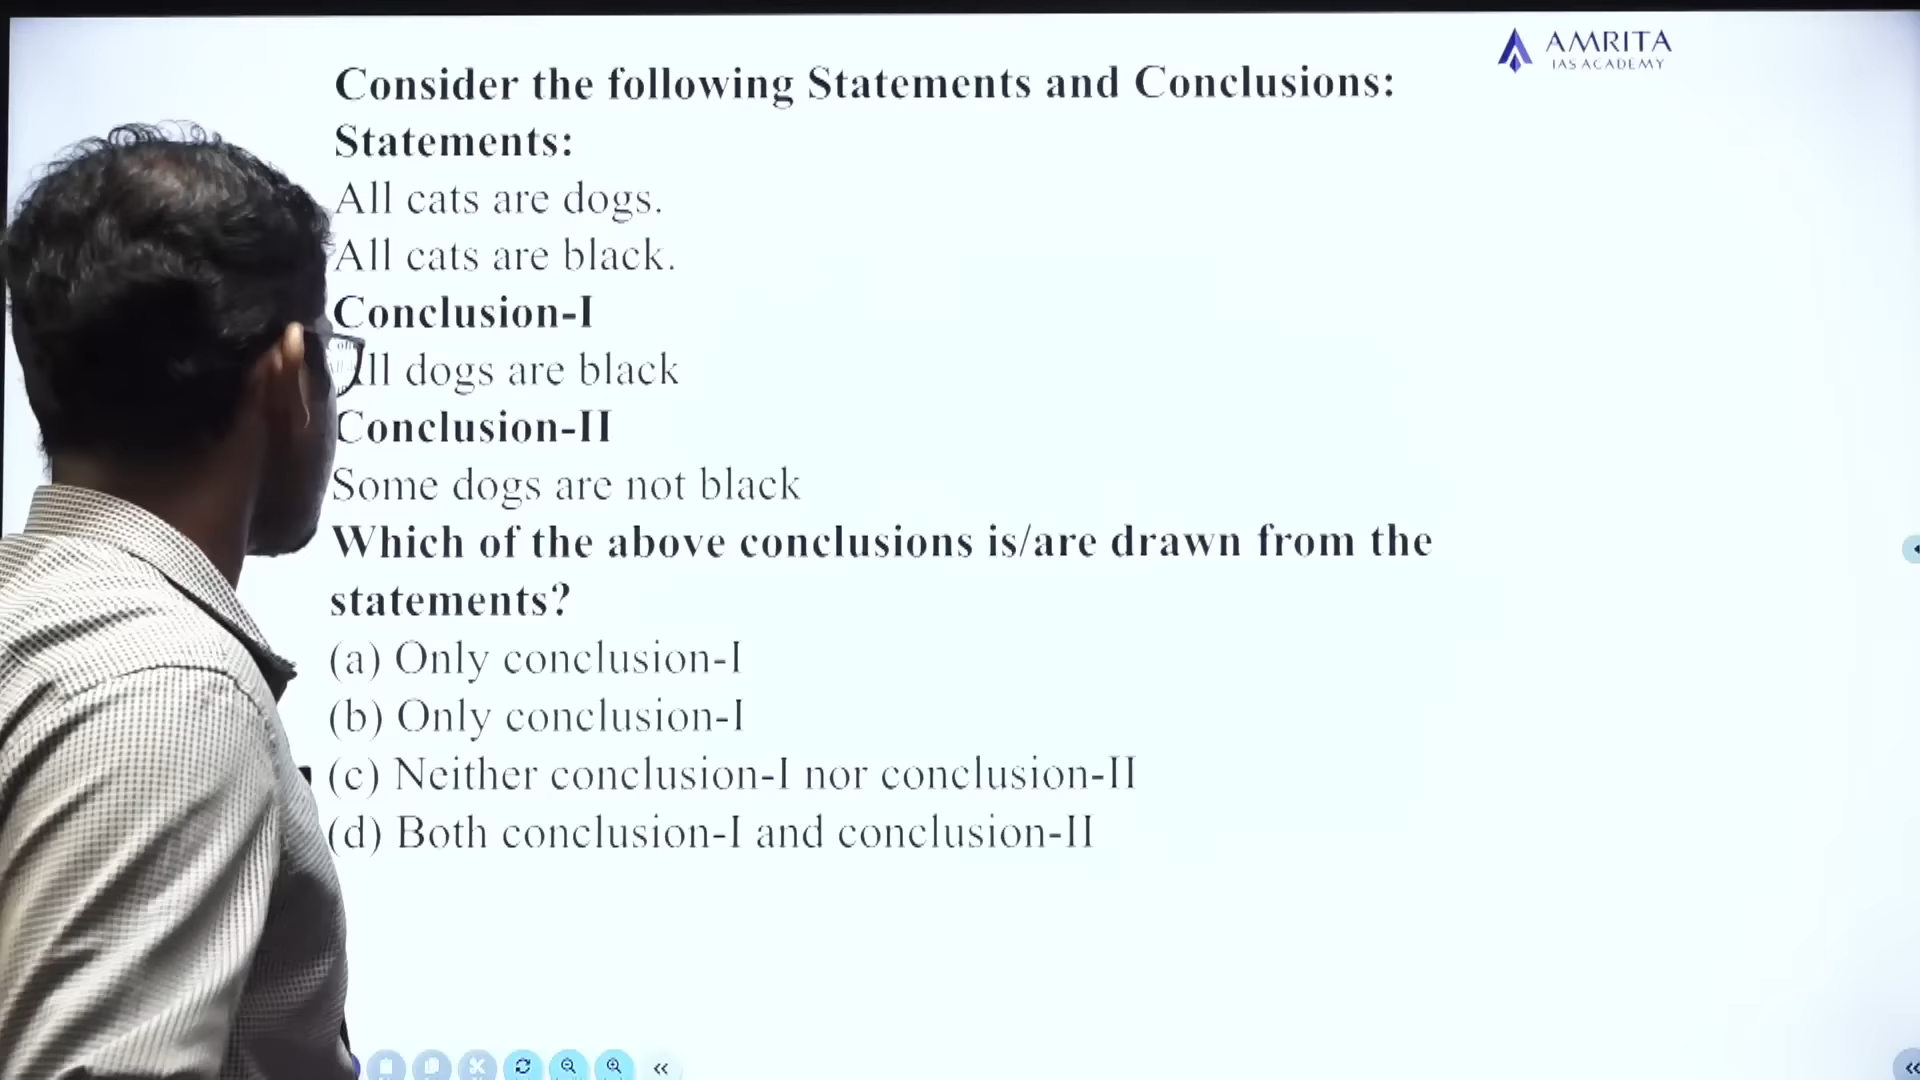 AMRITA
IAS ACADEMY
Consider the following Statements and Conclusions:
Statements:
All cats are dogs.
All cats are black.
Conclusion-I
All dogs are black
Conclusion-II
Some dogs are not black
Which of the above conclusions is/are drawn from the
statements?
(a) Only conclusion-I
(b) Only conclusion-I
(c) Neither conclusion-I nor conclusion-II
(d) Both conclusion-I and conclusion-II